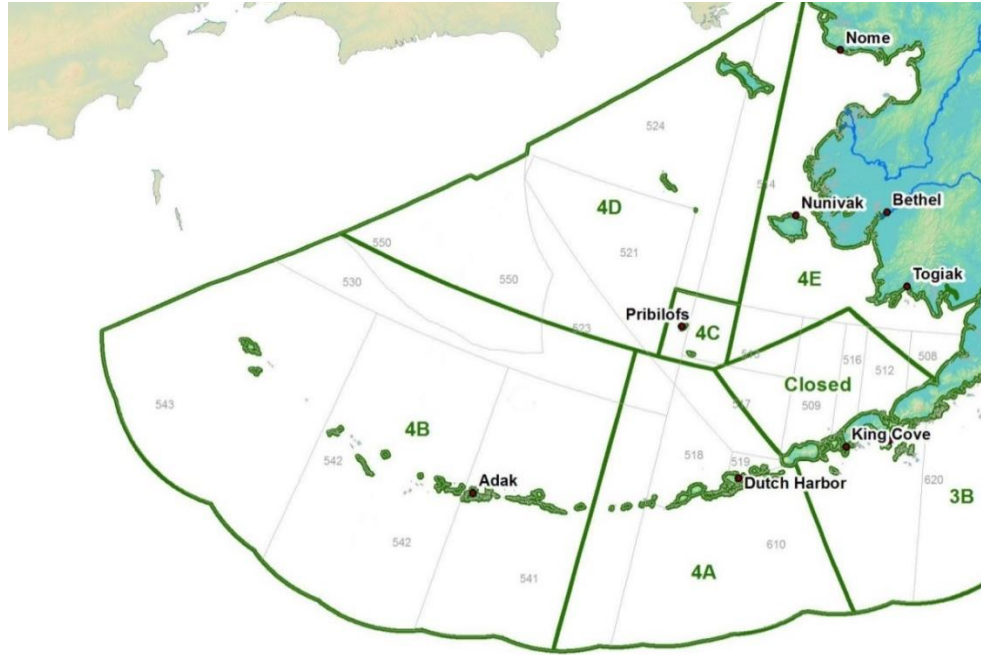 Nome
524
514
Nunivak
Bethel
4D
550
521
4E
Togiak
530
550
Pribilofs
523
4C
516
508
512
Closed
543
517
509
4B
King Cove
542
518
519
Adak
Dutch Harbor
620
3B
542
610
541
4A